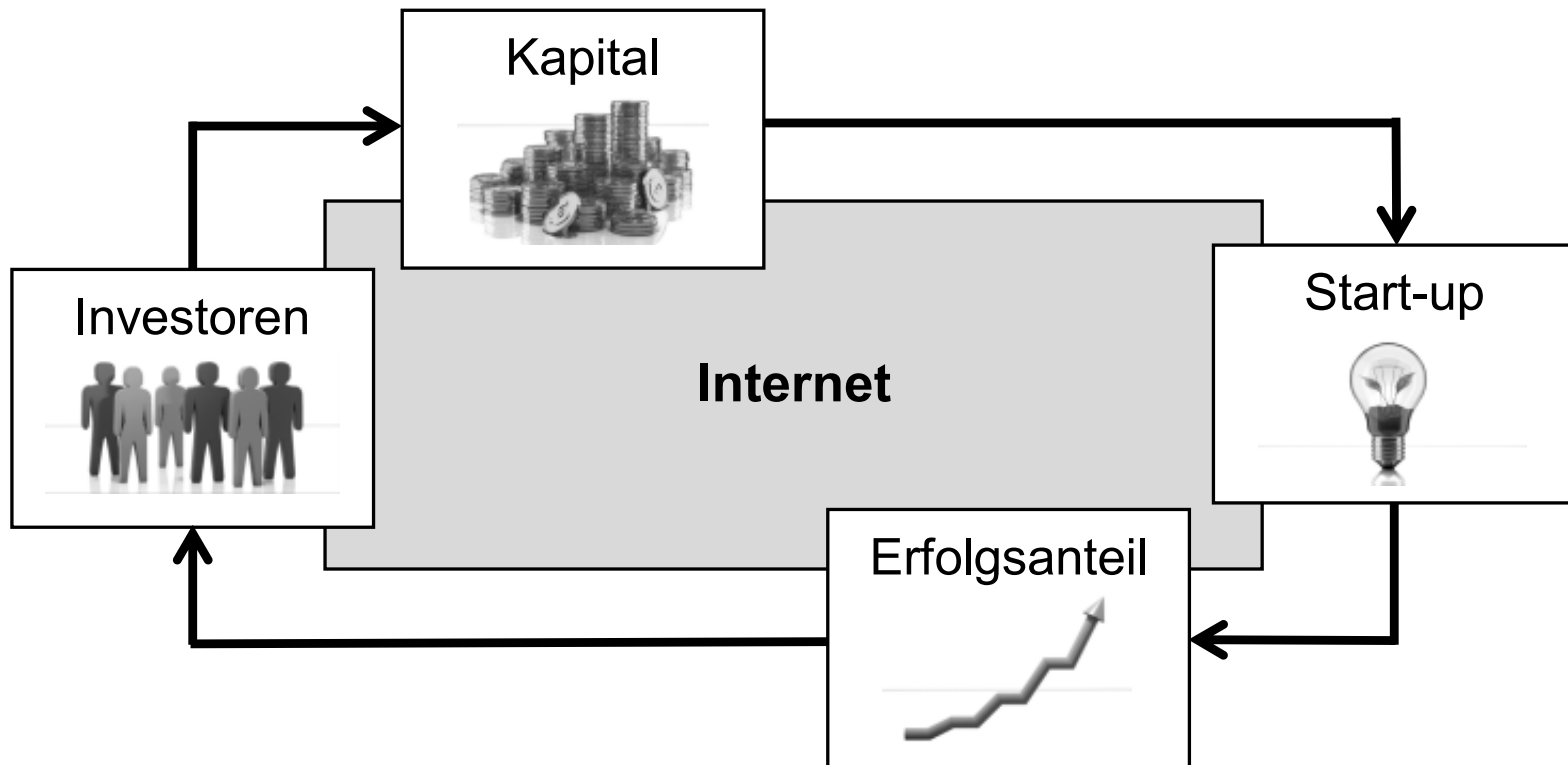 Kapital
Investoren
Start-up
Internet
Erfolgsanteil